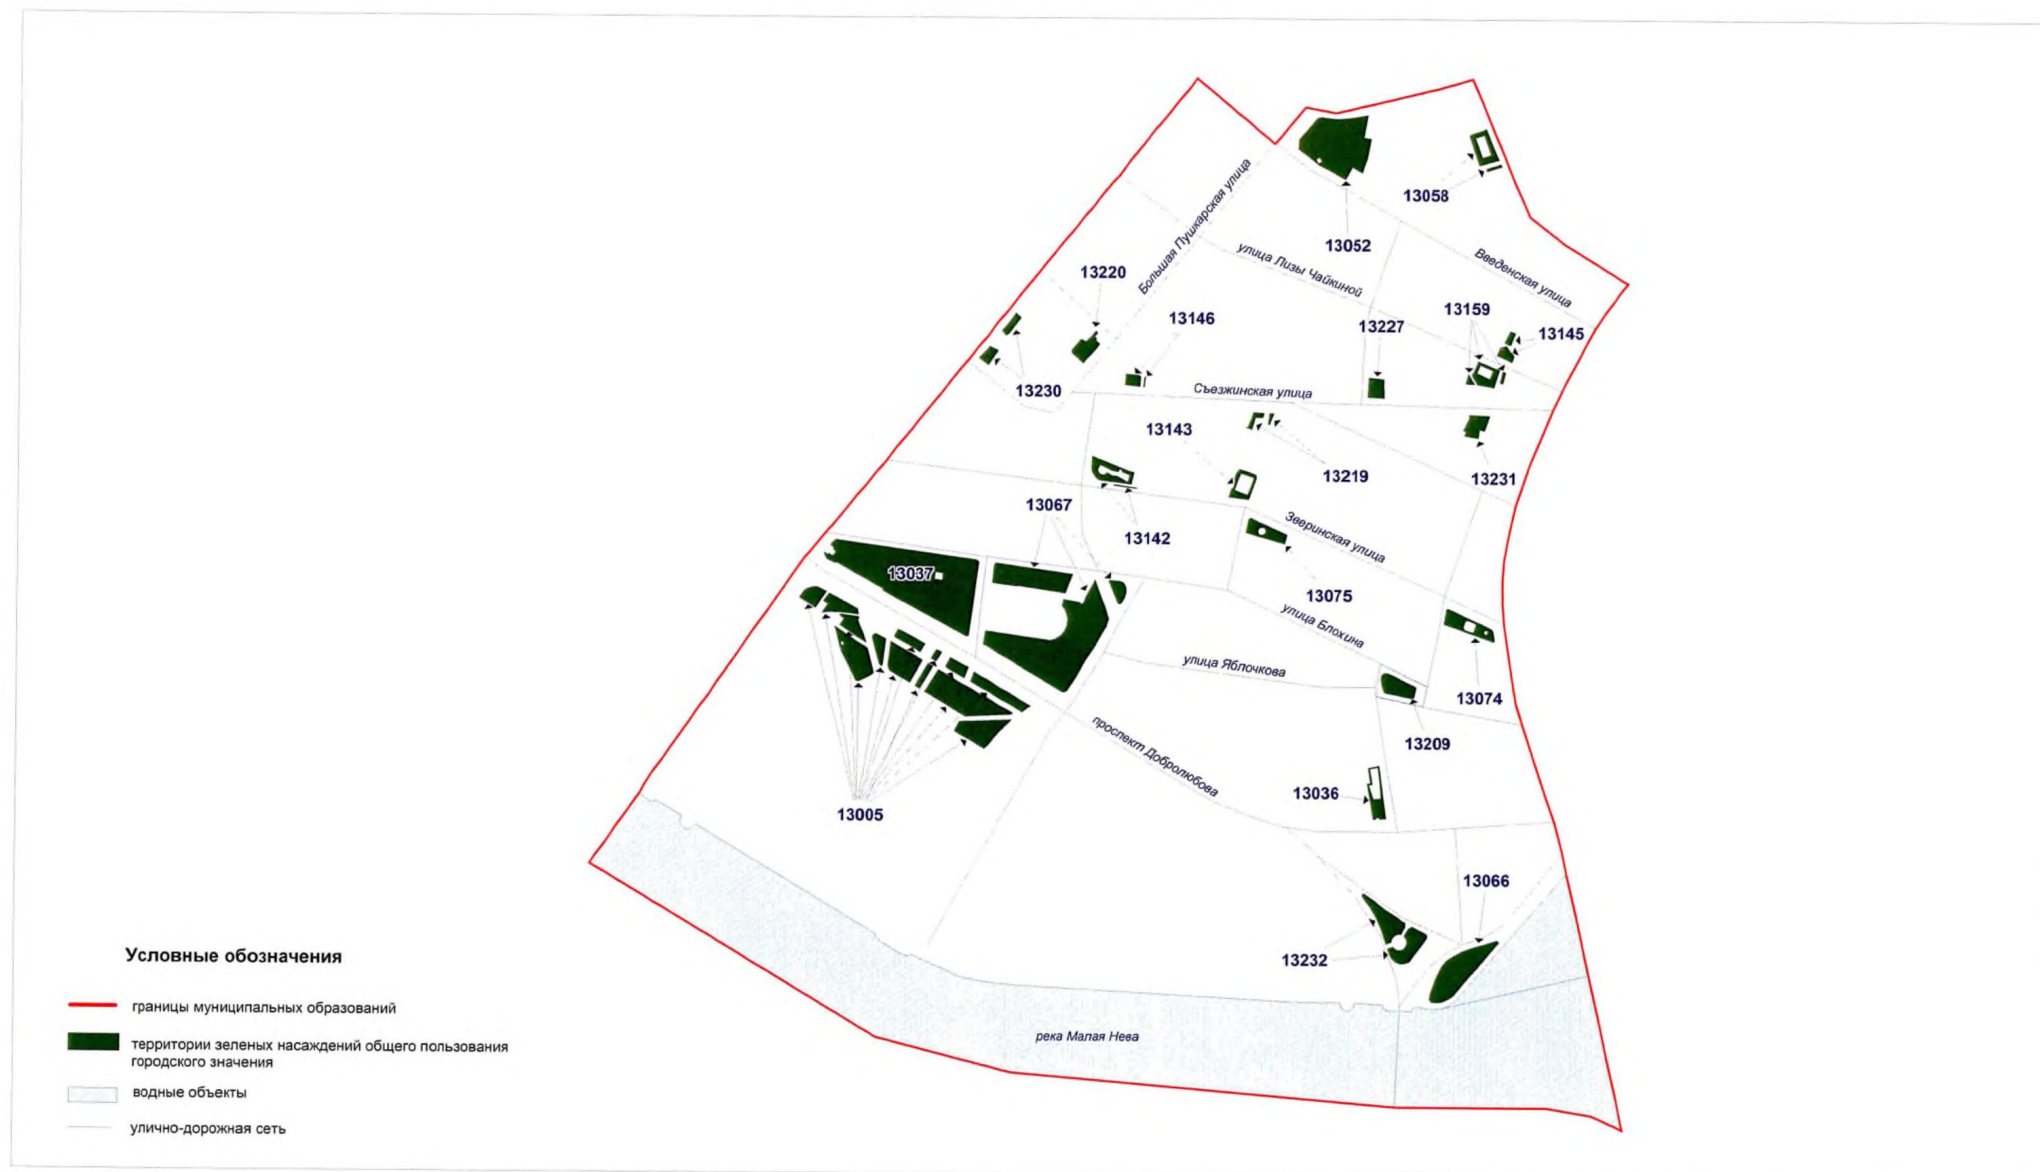 13058
13052
Большая Пушкарская улица
улица Лизы Чайкиной
Введенская улица
13220
13146
13159
13227
13145
13230
Съезжинская улица
13143
13219
13231
13067
13142
Зверинская улица
13037
13075
улица Блохина
улица Яблочкова
13074
13209
проспект Добролюбова
13036
13005
13066
13232
река Малая Нева
Условные обозначения
границы муниципальных образований
территории зеленых насаждений общего пользования
городского значения
водные объекты
улично-дорожная сеть